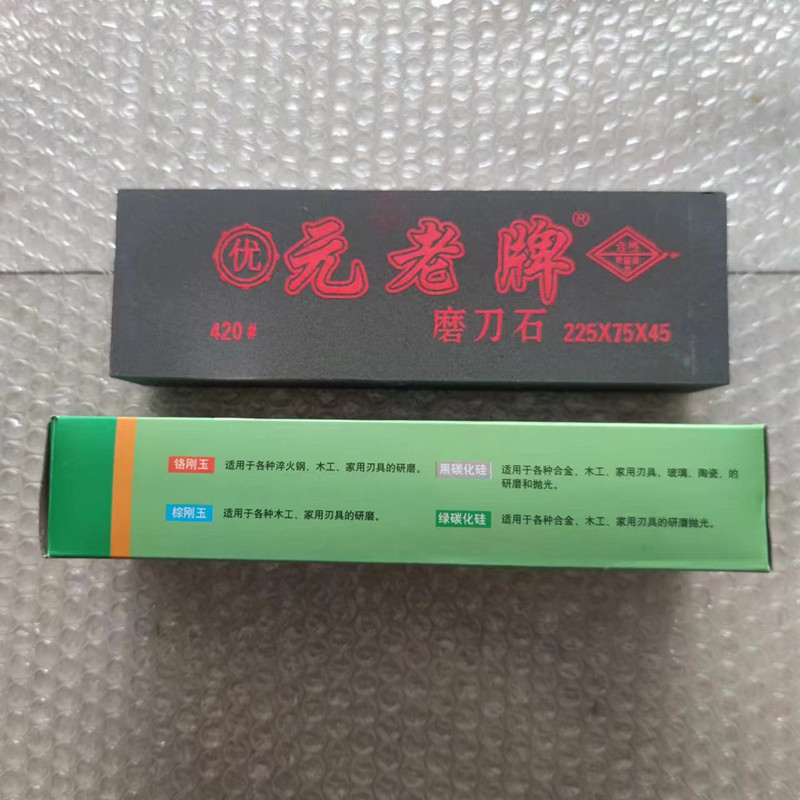 优 元老牌®
合格
420# 磨刀石 225X75X45
铬刚玉 适用于各种淬火钢、木工、家用刃具的研磨。
黑碳化硅 适用于各种合金、木工、家用刃具、玻璃、陶瓷、的
研磨和抛光。
棕刚玉 适用于各种木工、家用刃具的研磨。
绿碳化硅 适用于各种合金、木工、家用刃具的研磨抛光。